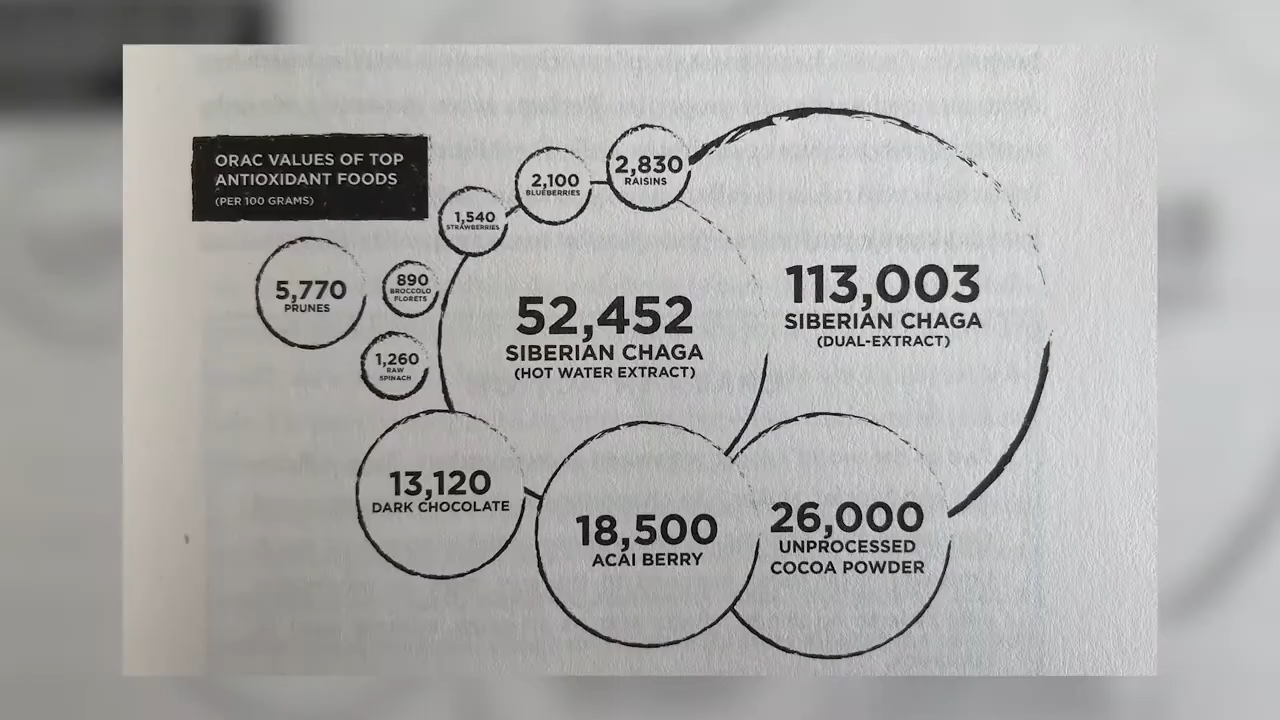 ORAC VALUES OF TOP
ANTIOXIDANT FOODS
(PER 100 GRAMS)
2,830
RAISINS
2,100
BLUEBERRIES
1,540
STRAWBERRIES
5,770
PRUNES
890
BROCCOLO
FLORETS
1,260
RAW
SPINACH
52,452
SIBERIAN CHAGA
(HOT WATER EXTRACT)
113,003
SIBERIAN CHAGA
(DUAL-EXTRACT)
13,120
DARK CHOCOLATE
18,500
ACAI BERRY
26,000
UNPROCESSED
COCOA POWDER